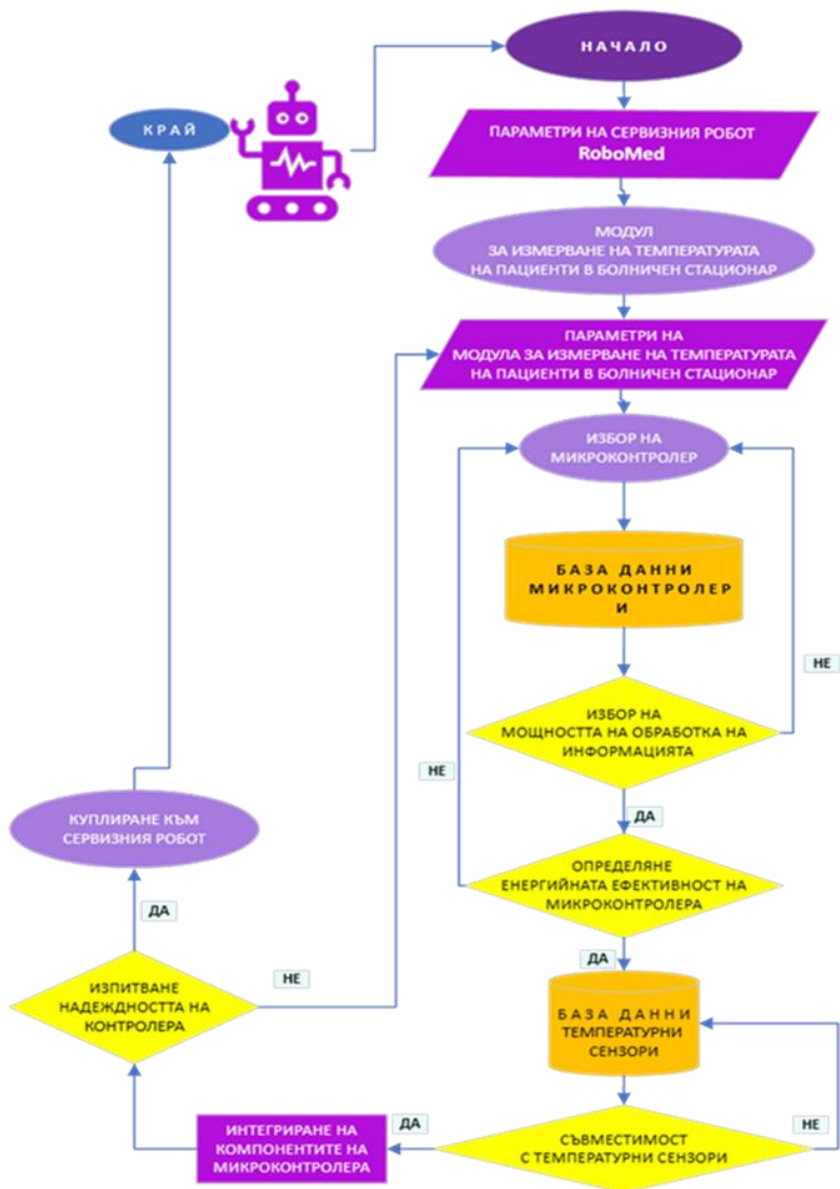 НАЧАЛО
КРАЙ
ПАРАМЕТРИ НА СЕРВИЗНИЯ РОБОТ
RoboMed
МОДУЛ
ЗА ИЗМЕРВАНЕ НА ТЕМПЕРАТУРАТА
НА ПАЦИЕНТИ В БОЛНИЧЕН СТАЦИОНАР
ПАРАМЕТРИ НА
МОДУЛА ЗА ИЗМЕРВАНЕ НА ТЕМПЕРАТУРАТА
НА ПАЦИЕНТИ В БОЛНИЧЕН СТАЦИОНАР
ИЗБОР НА
МИКРОКОНТРОЛЕР
БАЗА ДАННИ
МИКРОКОНТРОЛЕР
И
НЕ
ИЗБОР НА
МОЩНОСТТА НА ОБРАБОТКА НА
ИНФОРМАЦИЯТА
НЕ
ДА
КУПЛИРАНЕ КЪМ
СЕРВИЗНИЯ РОБОТ
ОПРЕДЕЛЯНЕ
ЕНЕРГИЙНАТА ЕФЕКТИВНОСТ НА
МИКРОКОНТРОЛЕРА
ДА
ДА
НЕ
ИЗПИТВАНЕ
НАДЕЖДНОСТТА НА
КОНТРОЛЕРА
БАЗА ДАННИ
ТЕМПЕРАТУРНИ
СЕНЗОРИ
ДА
НЕ
ИНТЕГРИРАНЕ НА
КОМПОНЕНТИТЕ НА
МИКРОКОНТРОЛЕРА
СЪВМЕСТИМОСТ
С ТЕМПЕРАТУРНИ СЕНЗОРИ